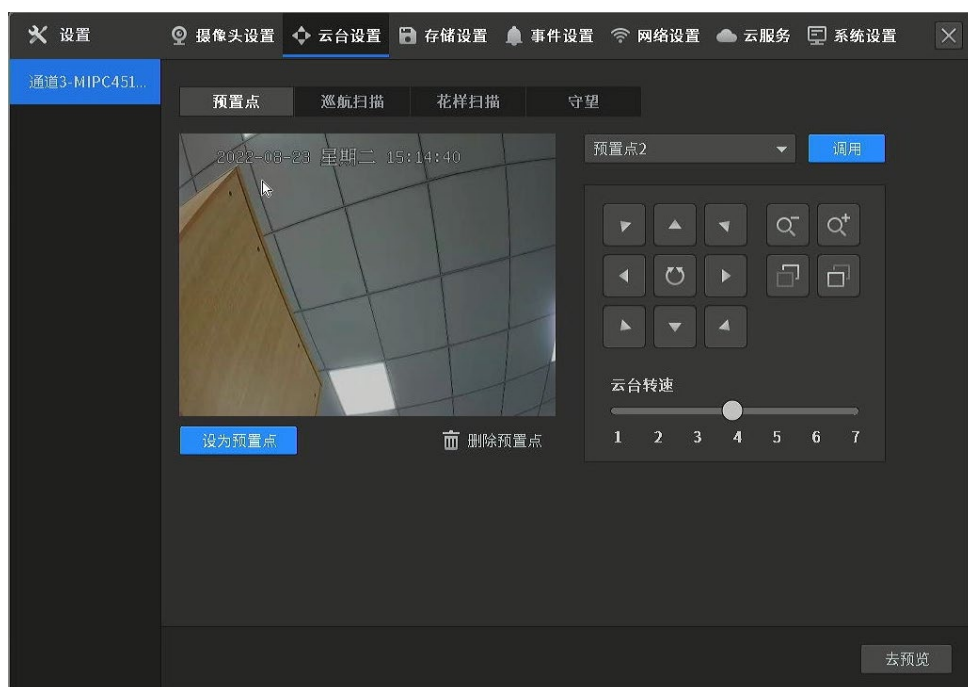 设置 摄像头设置 云台设置 存储设置 事件设置 网络设置 云服务 系统设置
通道3-MIPC451...
预置点 巡航扫描 花样扫描 守望
2022-08-23 星期二 15:14:40
预置点2 调用
云台转速
1 2 3 4 5 6 7
设为预置点 删除预置点
去预览